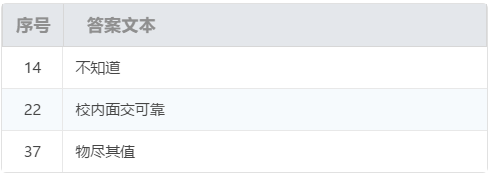 序号 答案文本
14 不知道
22 校内面交可靠
37 物尽其值